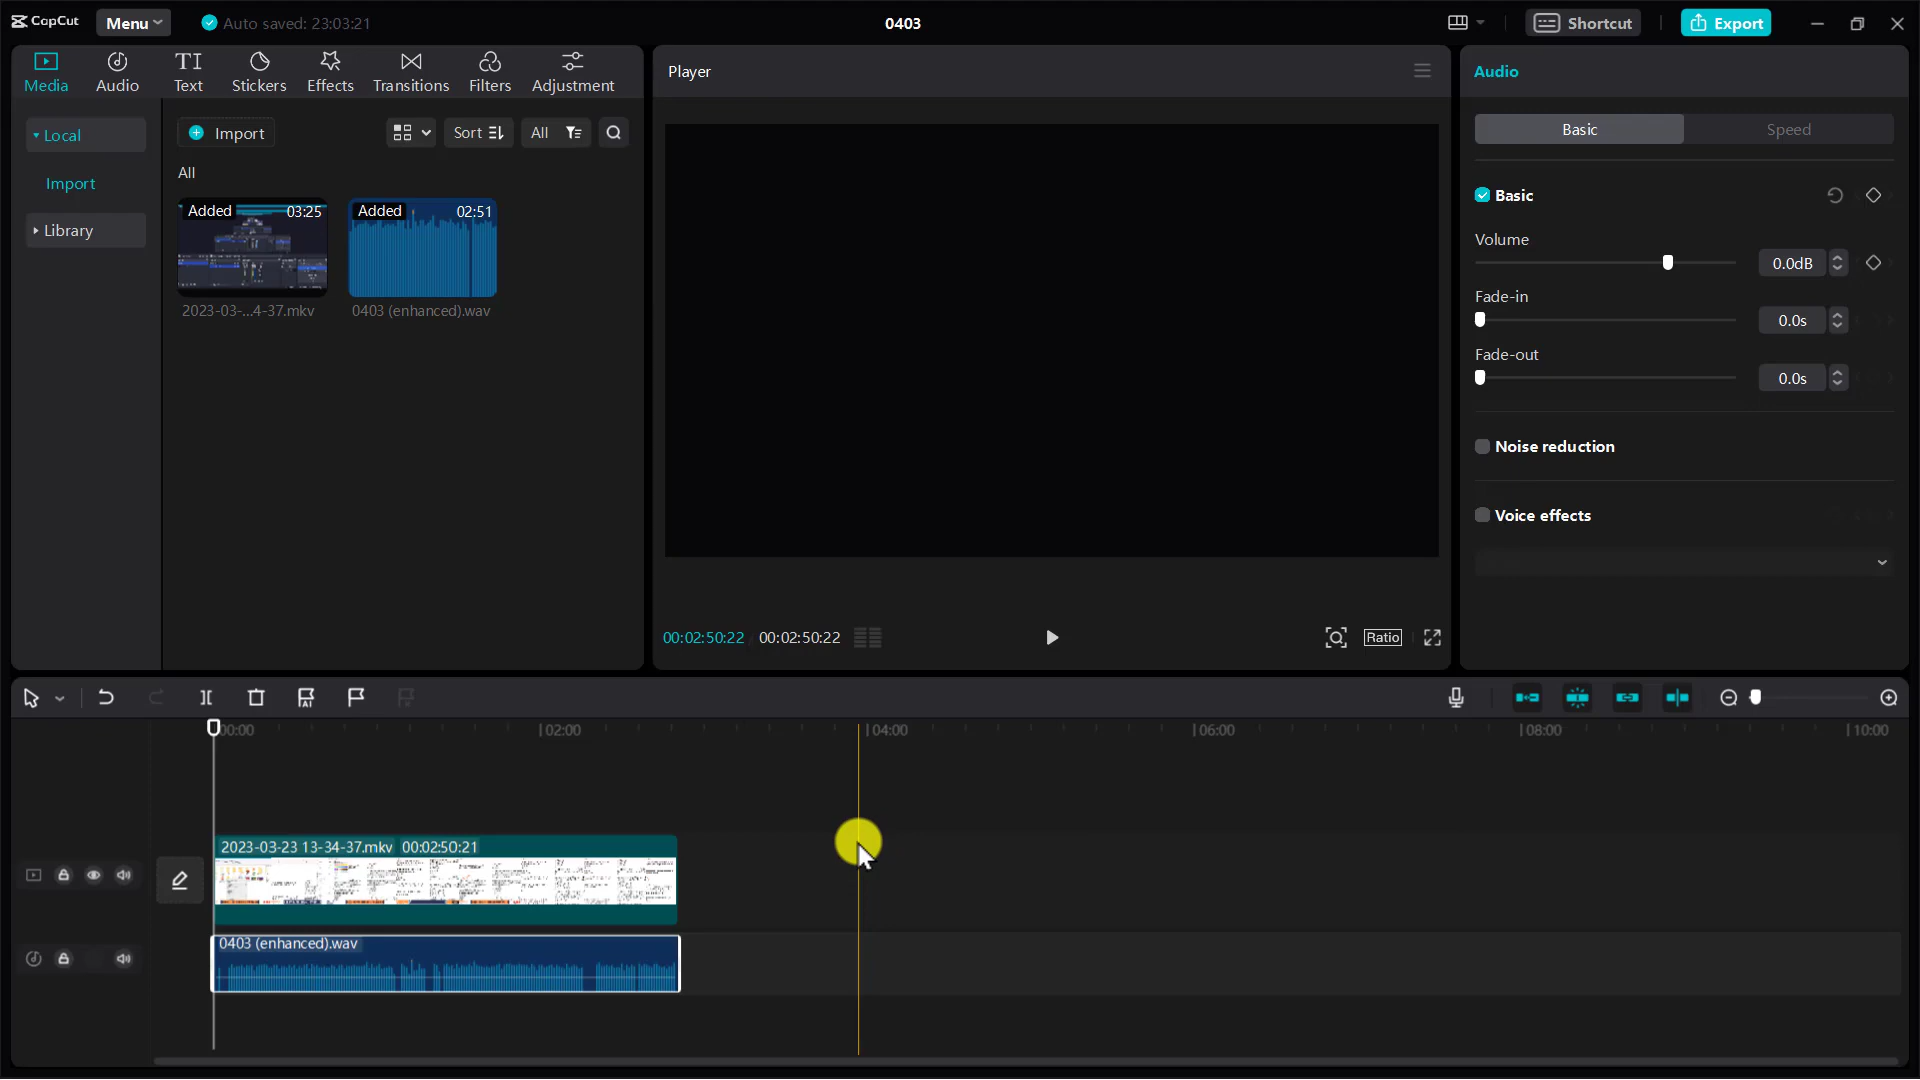 CapCut
Menu
Auto saved: 23:03:21
0403
Shortcut
Export
Media
Audio
Text
Stickers
Effects
Transitions
Filters
Adjustment
Local
Import
Library
Import
Sort
All
All
Added 03:25
2023-03-...4-37.mkv
Added 02:51
0403 (enhanced).wav
Player
00:02:50:22
00:02:50:22
Ratio
Audio
Basic
Speed
Basic
Volume
0.0dB
Fade-in
0.0s
Fade-out
0.0s
Noise reduction
Voice effects
00:00
02:00
04:00
06:00
08:00
10:00
2023-03-23 13-34-37.mkv 00:02:50:21
0403 (enhanced).wav